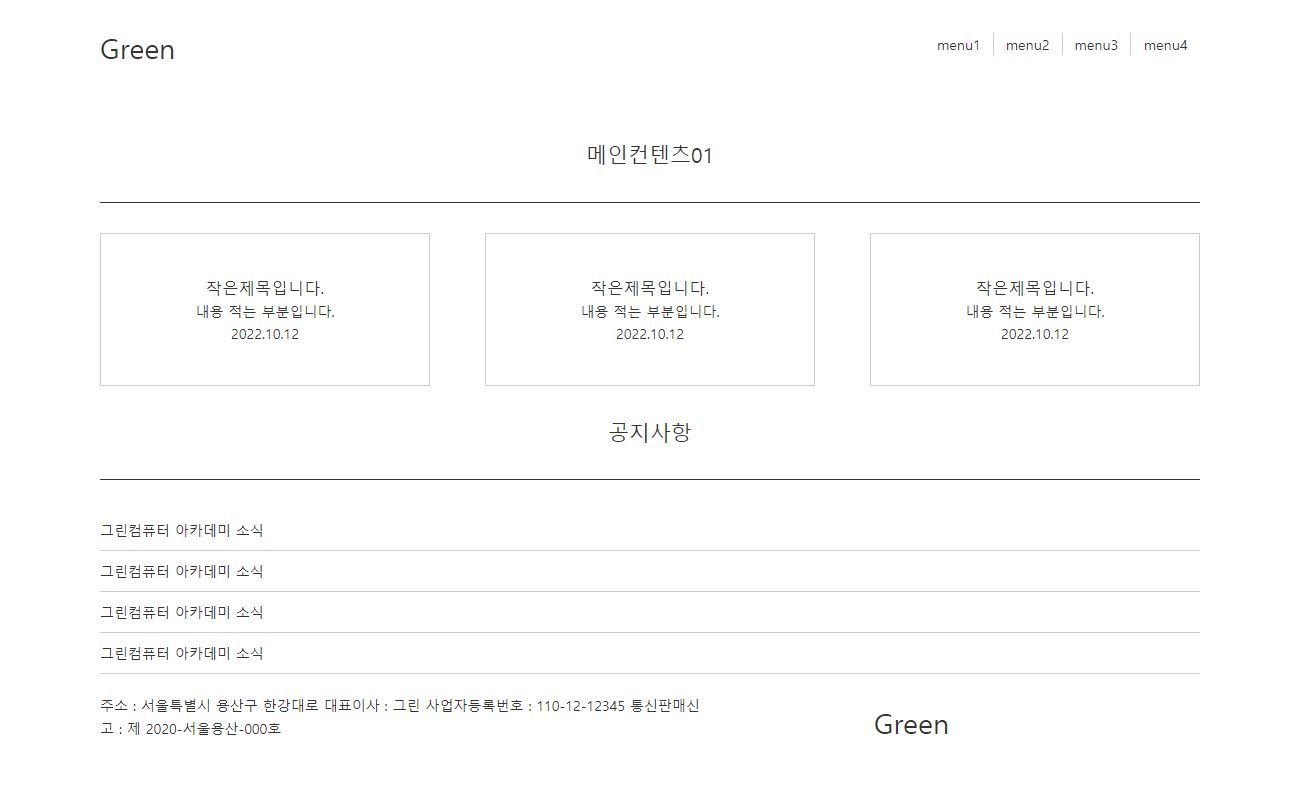 Green
menu1 menu2 menu3 menu4
메인컨텐츠01
작은제목입니다.
내용 적는 부분입니다.
2022.10.12
작은제목입니다.
내용 적는 부분입니다.
2022.10.12
작은제목입니다.
내용 적는 부분입니다.
2022.10.12
공지사항
그린컴퓨터 아카데미 소식
그린컴퓨터 아카데미 소식
그린컴퓨터 아카데미 소식
그린컴퓨터 아카데미 소식
주소 : 서울특별시 용산구 한강대로 대표이사 : 그린 사업자등록번호 : 110-12-12345 통신판매신
고 : 제 2020-서울용산-000호
Green